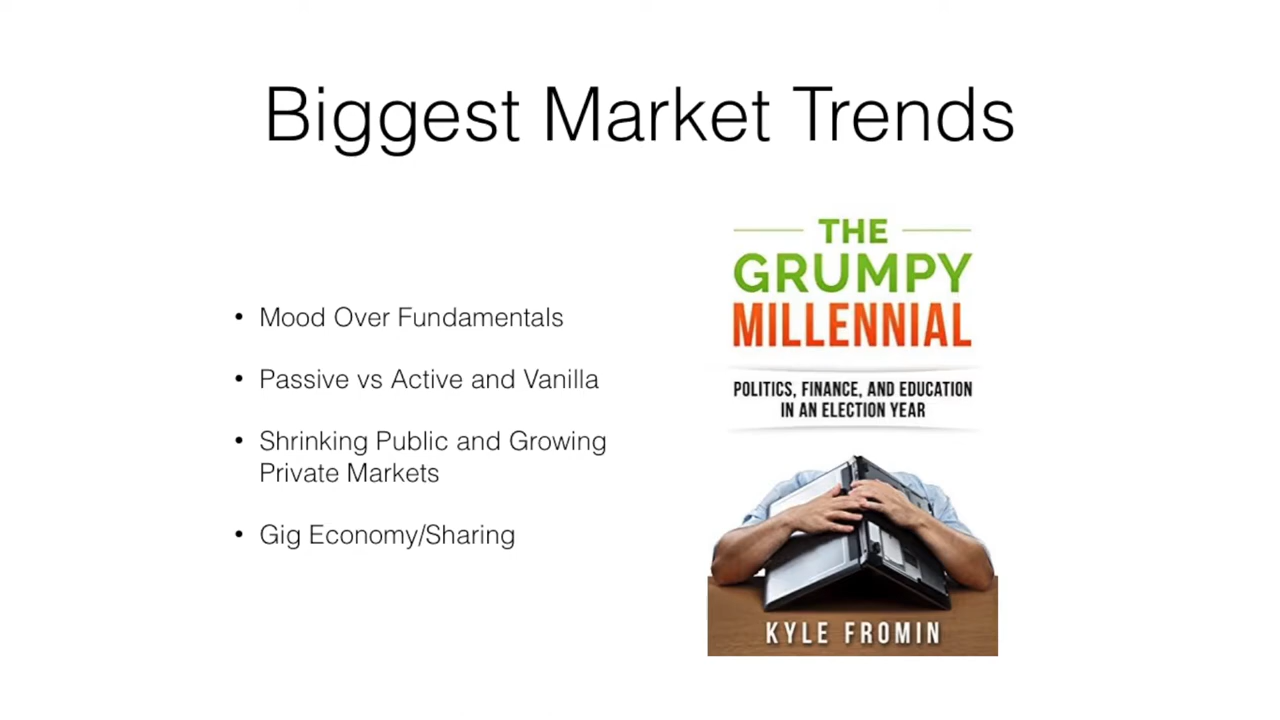 Biggest Market Trends
• Mood Over Fundamentals
• Passive vs Active and Vanilla
• Shrinking Public and Growing
Private Markets
• Gig Economy/Sharing
THE
GRUMPY
MILLENNIAL
POLITICS, FINANCE, AND EDUCATION
IN AN ELECTION YEAR
KYLE FROMIN